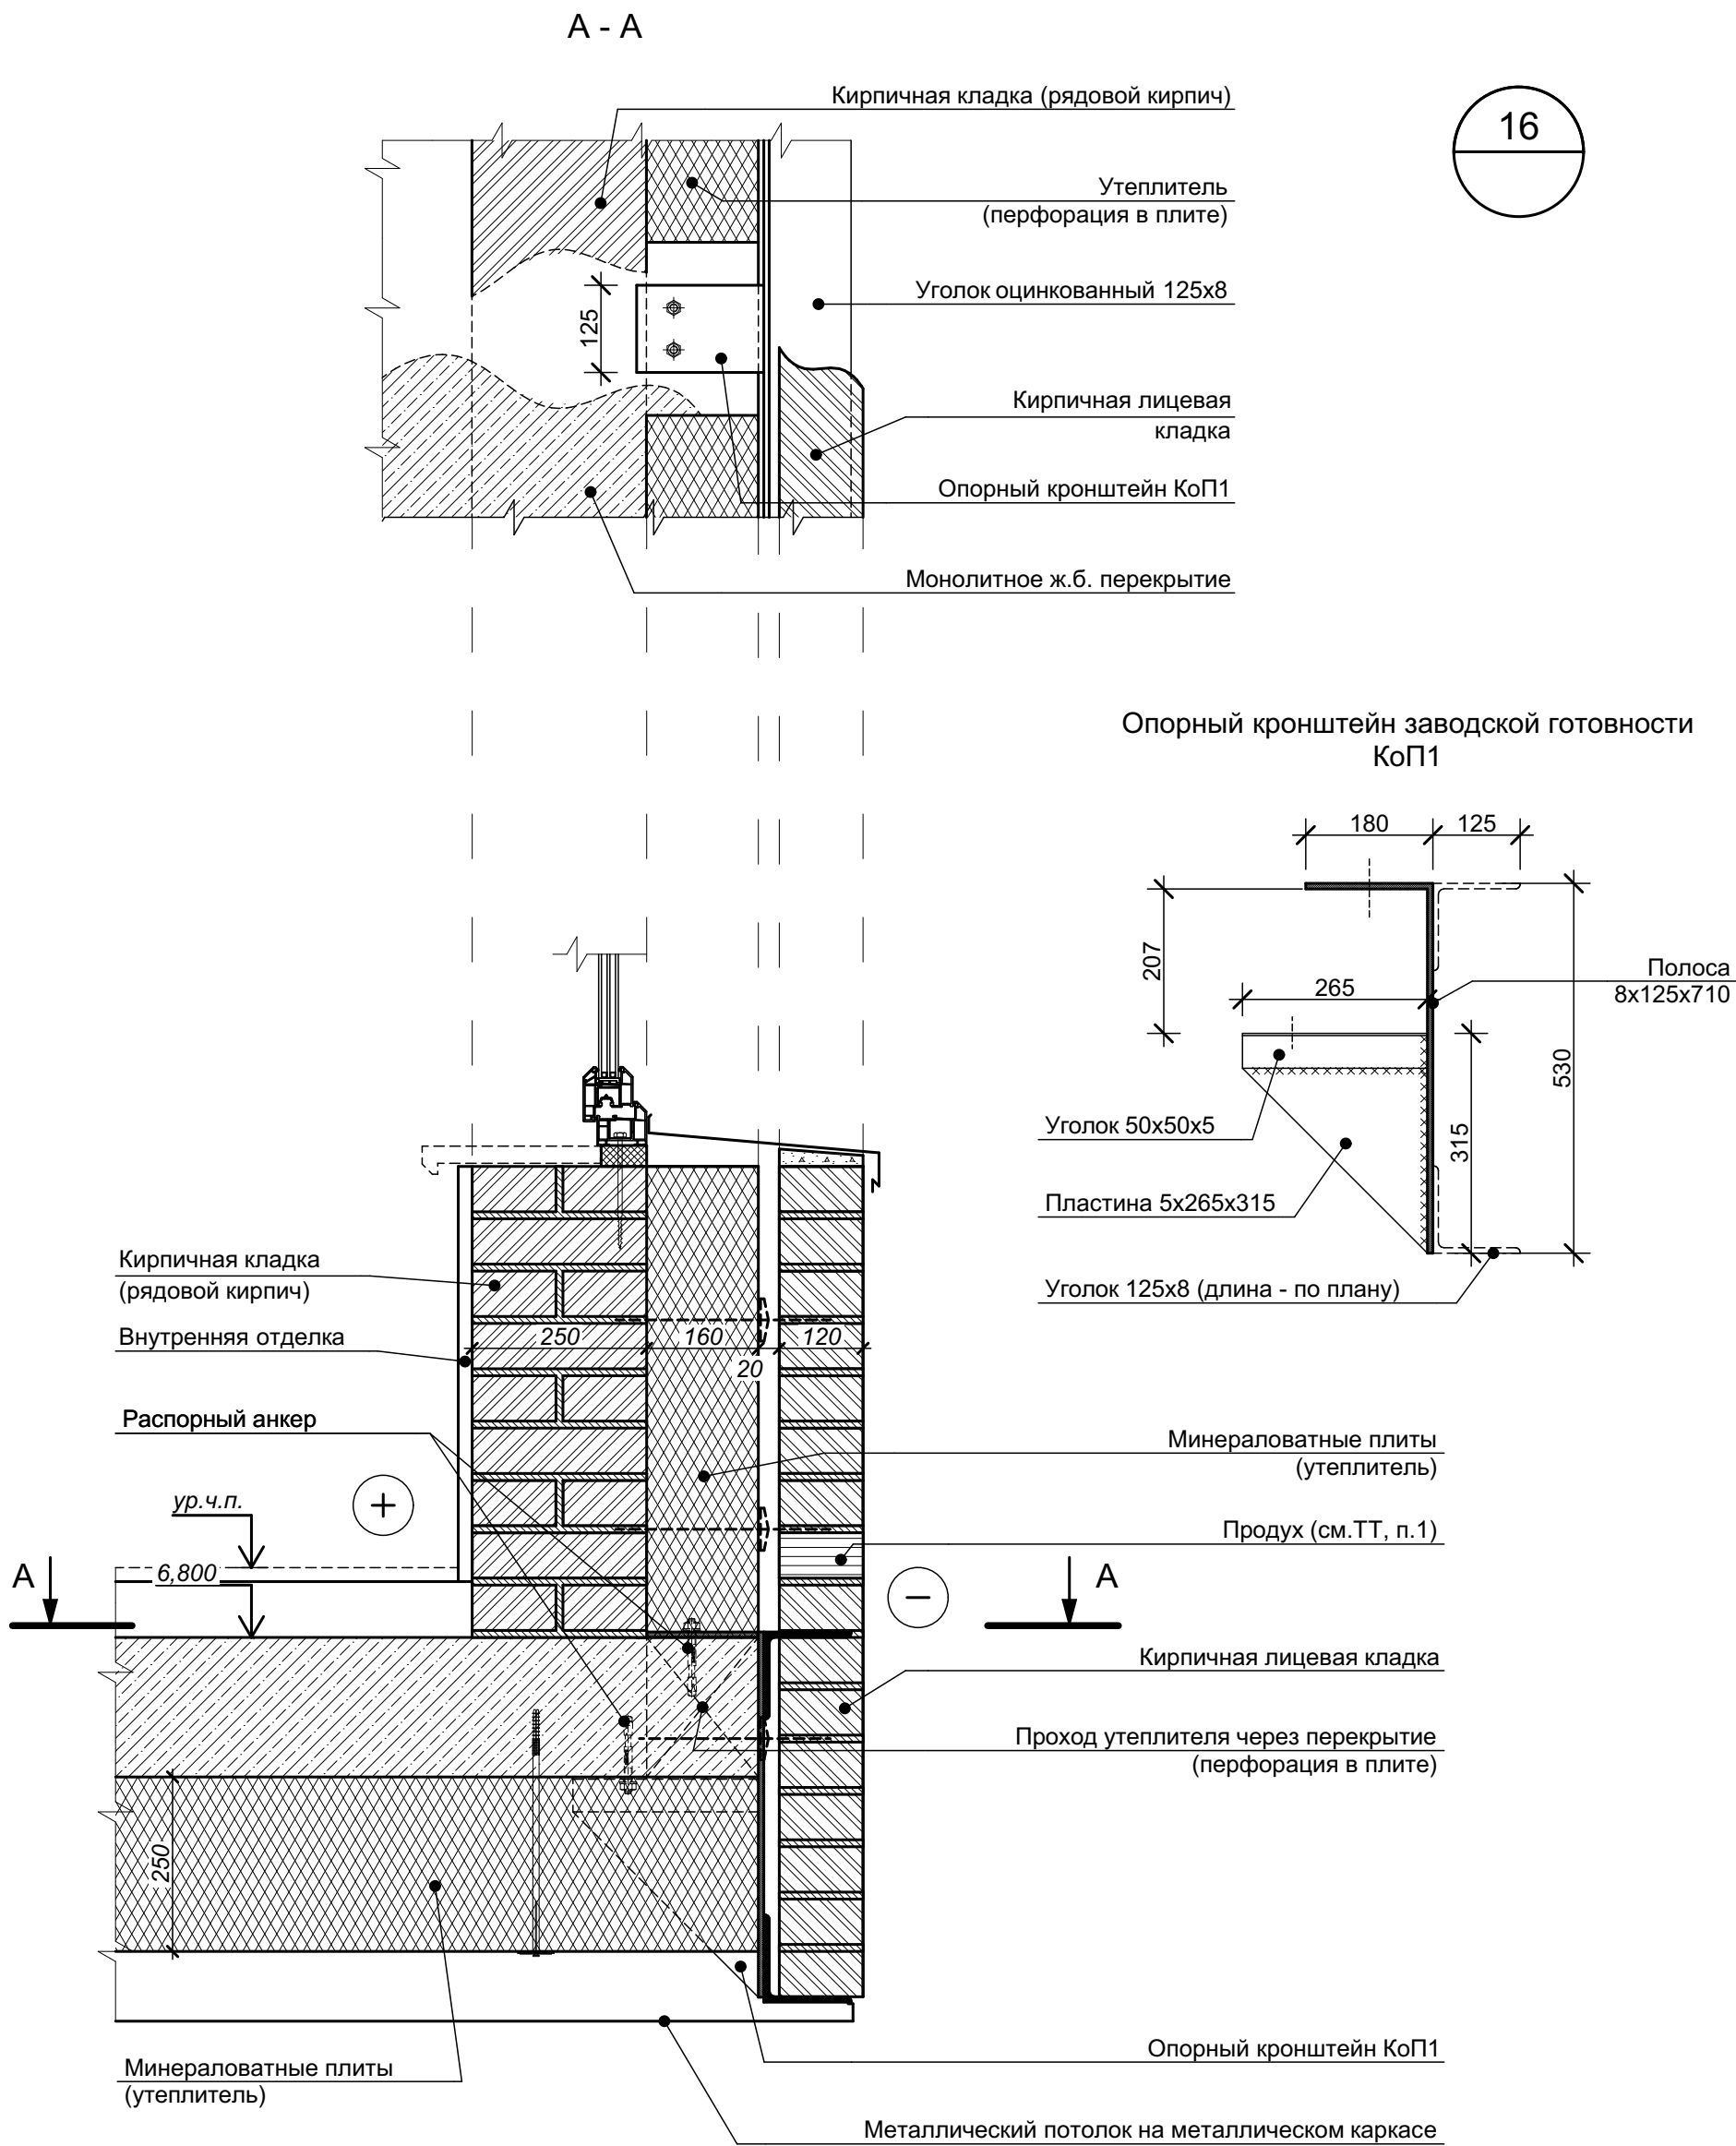 А - А
Кирпичная кладка (рядовой кирпич)
16
Утеплитель
(перфорация в плите)
Уголок оцинкованный 125х8
125
Кирпичная лицевая
кладка
Опорный кронштейн КоП1
Монолитное ж.б. перекрытие
Опорный кронштейн заводской готовности
КоП1
180
125
207
265
Полоса
8х125х710
530
315
Уголок 50х50х5
Пластина 5х265х315
Уголок 125х8 (длина - по плану)
Кирпичная кладка
(рядовой кирпич)
Внутренняя отделка
250
160
120
20
Распорный анкер
Минераловатные плиты
(утеплитель)
ур.ч.п.
+
Продух (см.ТТ, п.1)
6,800
А
−
А
Кирпичная лицевая кладка
Проход утеплителя через перекрытие
(перфорация в плите)
250
Опорный кронштейн КоП1
Минераловатные плиты
(утеплитель)
Металлический потолок на металлическом каркасе